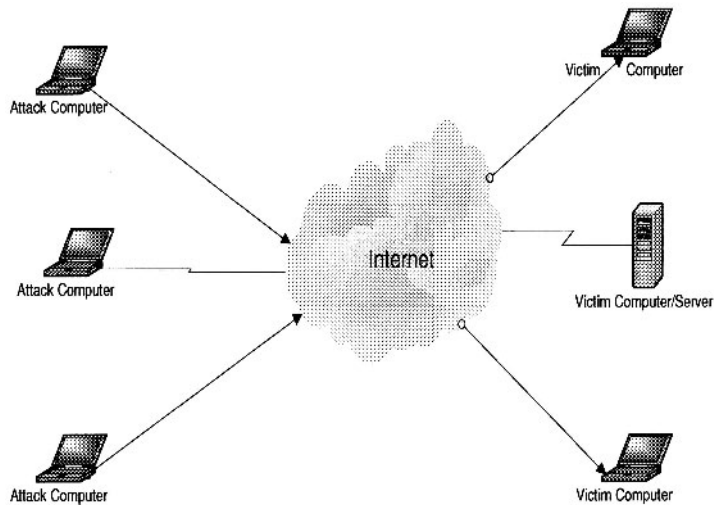 Victim Computer
Attack Computer
Internet
Attack Computer
Victim Computer/Server
Attack Computer
Victim Computer